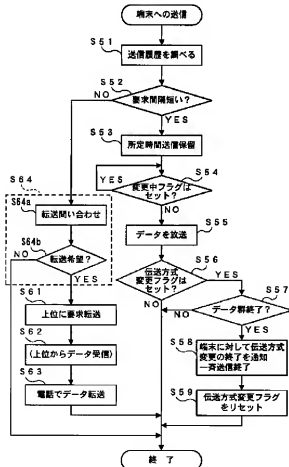 端末への送信
S51
送信履歴を調べる
S52
NO
要求間隔短い?
YES
S53
所定時間送信保留
S64
S54
YES
変更中フラグは
セット?
NO
S64a
転送問い合わせ
S55
データを放送
S64b
転送希望?
NO
YES
S56
伝送方式
変更フラグは
セット?
YES
NO
S57
データ群終了?
NO
YES
S61
上位に要求転送
S62
(上位からデータ受信)
S63
電話でデータ転送
S58
端末に対して伝送方式
変更の終了を通知
一斉送信終了
S59
伝送方式変更フラグ
をリセット
終了